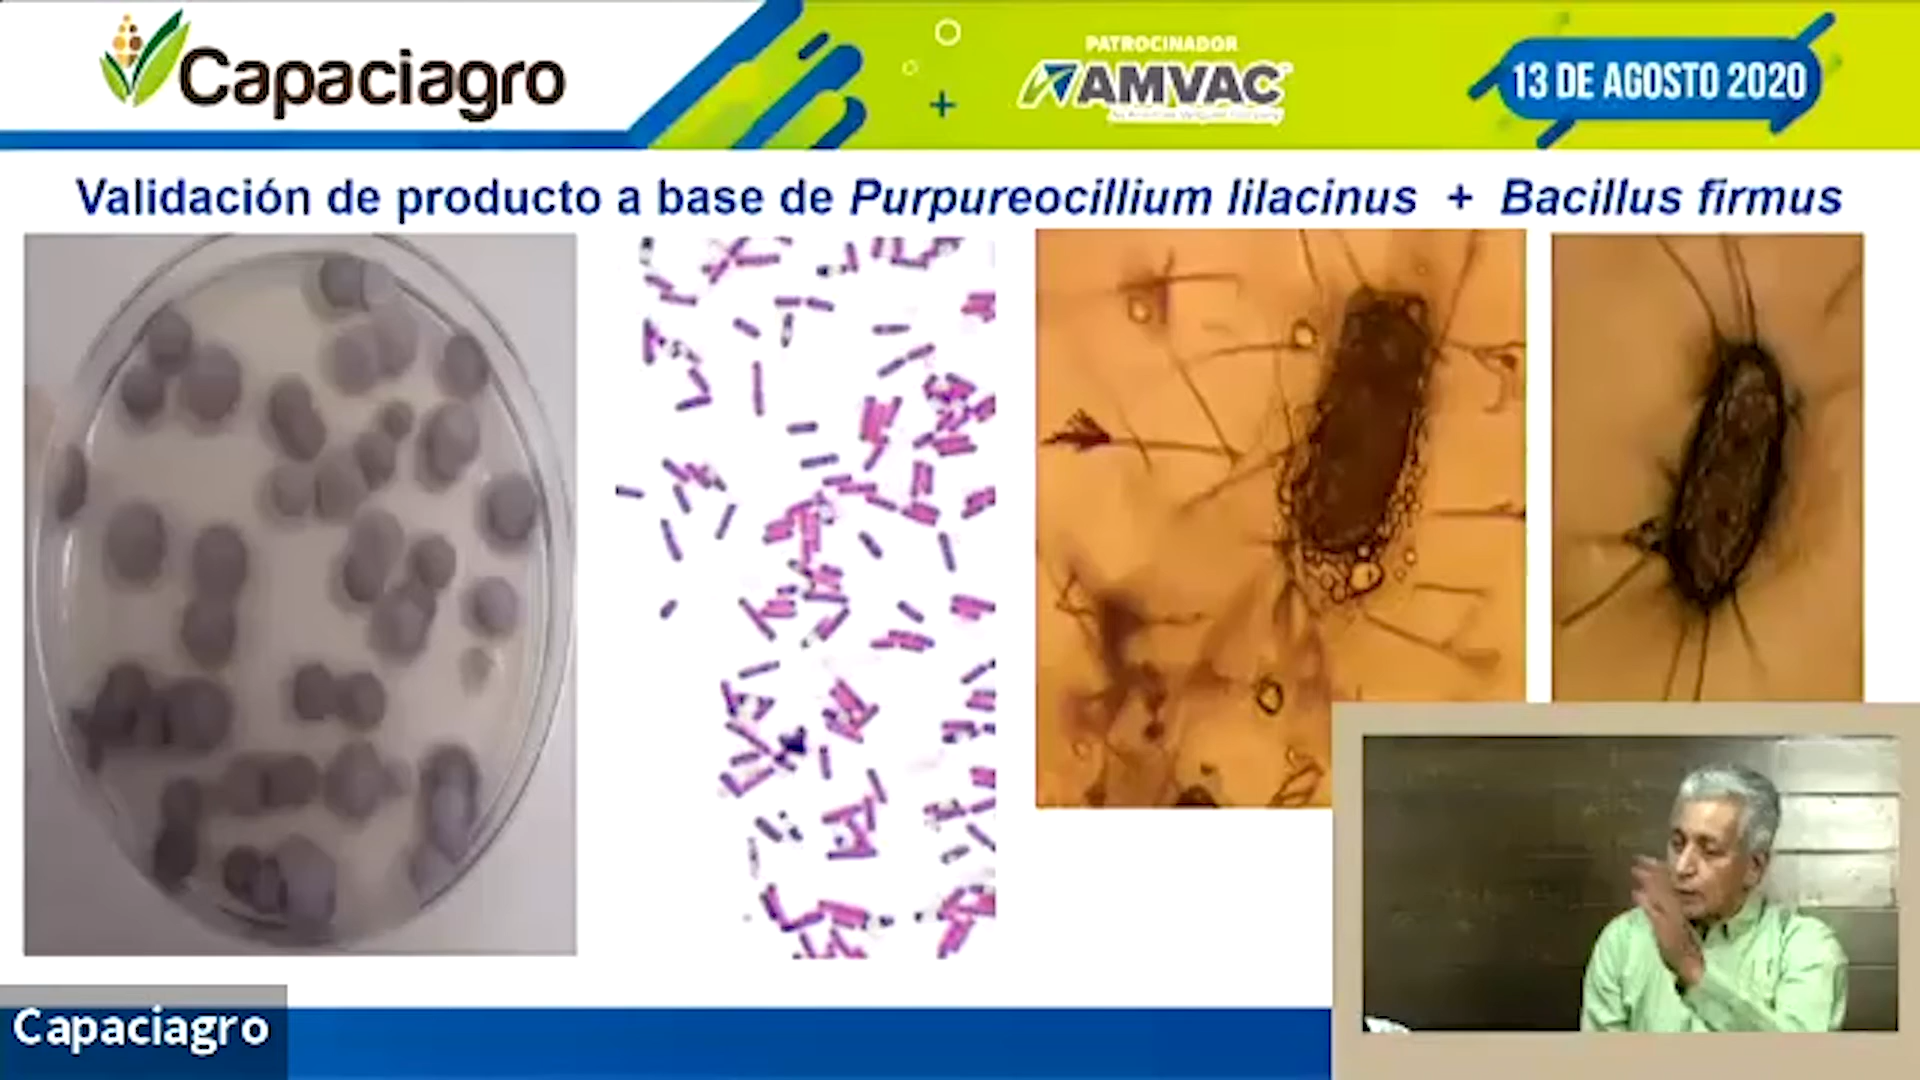 Capaciagro
PATROCINADOR
AMVAC
13 DE AGOSTO 2020
Validación de producto a base de Purpureocillium lilacinus + Bacillus firmus
Capaciagro